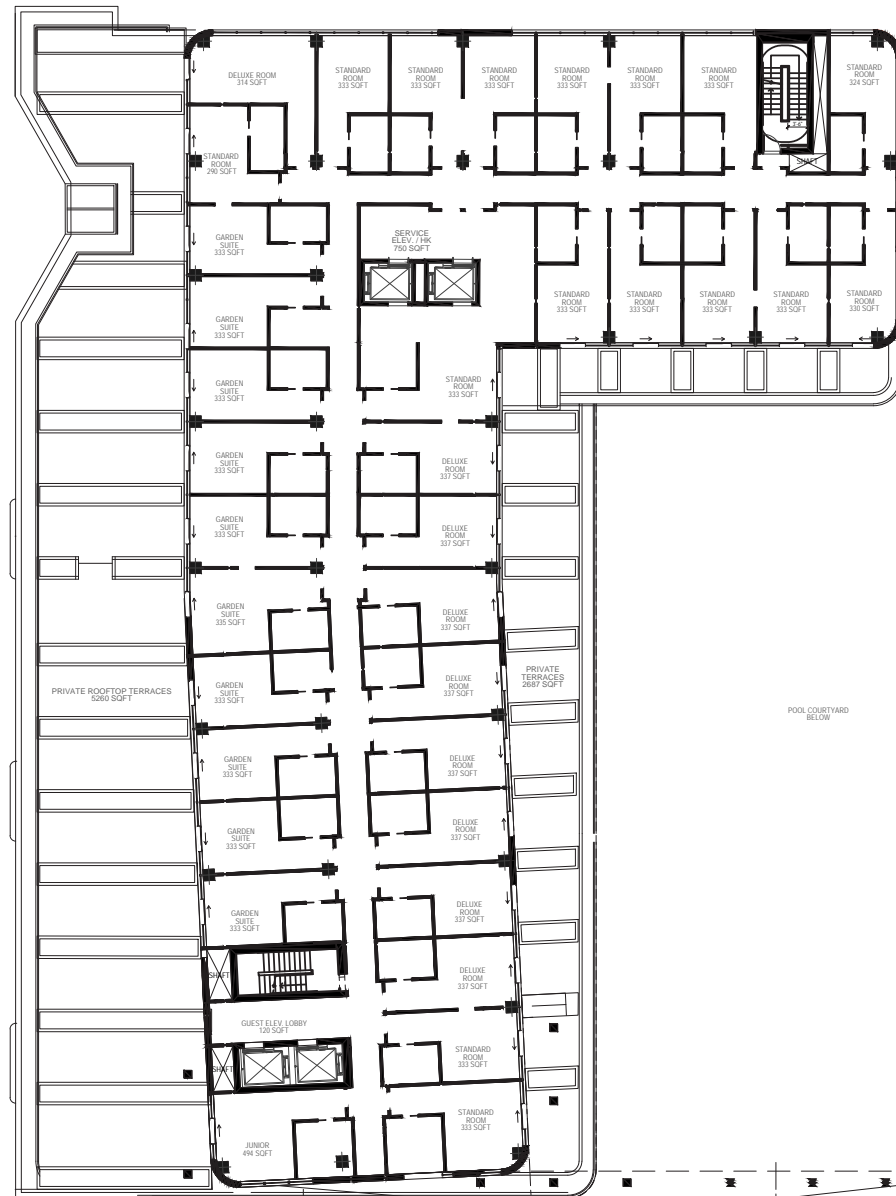 DELUXE ROOM
314 SQFT
STANDARD
ROOM
333 SQFT
STANDARD
ROOM
333 SQFT
STANDARD
ROOM
333 SQFT
STANDARD
ROOM
333 SQFT
STANDARD
ROOM
333 SQFT
STANDARD
ROOM
333 SQFT
STANDARD
ROOM
324 SQFT
SHAFT
STANDARD
ROOM
290 SQFT
GARDEN
SUITE
333 SQFT
SERVICE
ELEV. / HK
750 SQFT
STANDARD
ROOM
333 SQFT
STANDARD
ROOM
333 SQFT
STANDARD
ROOM
333 SQFT
STANDARD
ROOM
333 SQFT
STANDARD
ROOM
330 SQFT
GARDEN
SUITE
333 SQFT
GARDEN
SUITE
333 SQFT
STANDARD
ROOM
333 SQFT
GARDEN
SUITE
333 SQFT
DELUXE
ROOM
337 SQFT
GARDEN
SUITE
333 SQFT
DELUXE
ROOM
337 SQFT
GARDEN
SUITE
335 SQFT
DELUXE
ROOM
337 SQFT
PRIVATE ROOFTOP TERRACES
5260 SQFT
GARDEN
SUITE
333 SQFT
DELUXE
ROOM
337 SQFT
PRIVATE
TERRACES
2687 SQFT
POOL COURTYARD
BELOW
GARDEN
SUITE
333 SQFT
DELUXE
ROOM
337 SQFT
GARDEN
SUITE
333 SQFT
DELUXE
ROOM
337 SQFT
GARDEN
SUITE
333 SQFT
DELUXE
ROOM
337 SQFT
SHAFT
DELUXE
ROOM
337 SQFT
GUEST ELEV. LOBBY
120 SQFT
SHAFT
STANDARD
ROOM
333 SQFT
JUNIOR
494 SQFT
STANDARD
ROOM
333 SQFT